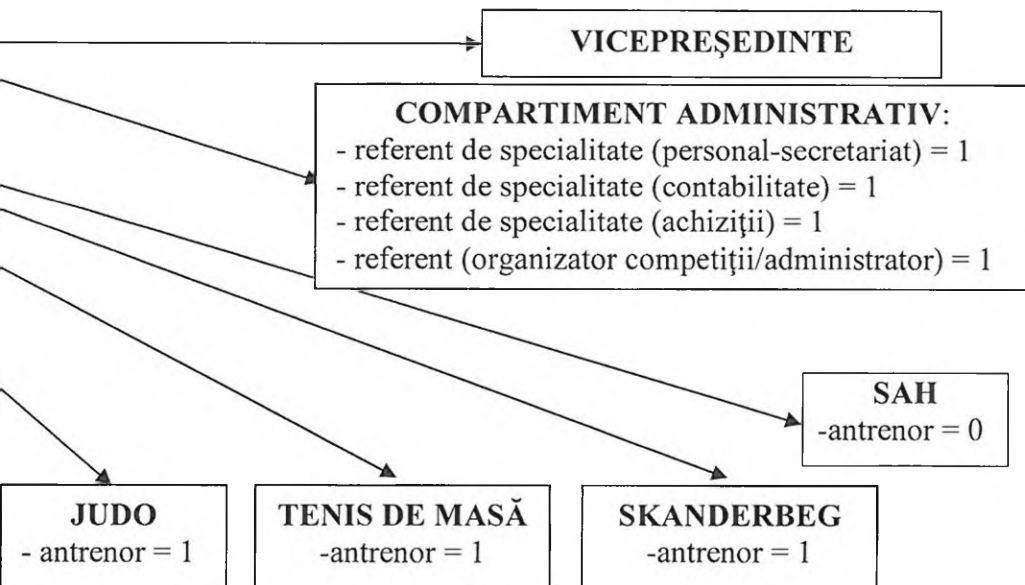 VICEPREŞEDINTE
COMPARTIMENT ADMINISTRATIV:
- referent de specialitate (personal-secretariat) = 1
- referent de specialitate (contabilitate) = 1
- referent de specialitate (achiziţii) = 1
- referent (organizator competiţii/administrator) = 1
SAH
-antrenor = 0
JUDO
- antrenor = 1
TENIS DE MASĂ
-antrenor = 1
SKANDERBEG
-antrenor = 1